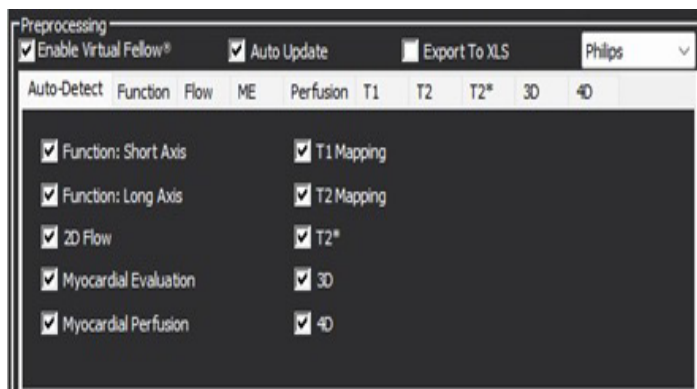 Preprocessing
Enable Virtual Fellow® Auto Update Export To XLS Philips
Auto-Detect Function Flow ME Perfusion T1 T2 T2* 3D 4D
Function: Short Axis T1 Mapping
Function: Long Axis T2 Mapping
2D Flow T2*
Myocardial Evaluation 3D
Myocardial Perfusion 4D